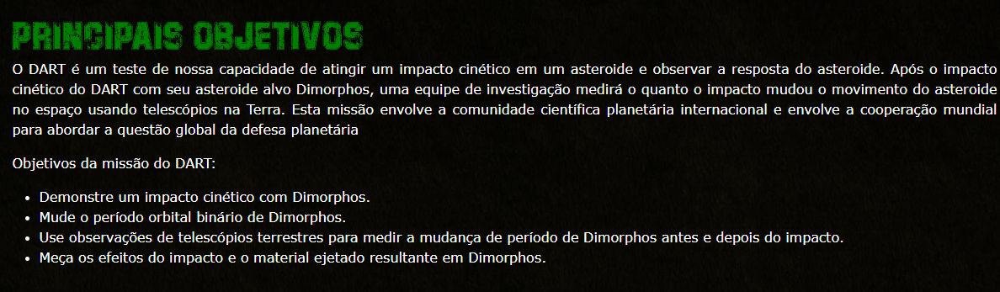 PRINCIPAIS OBJETIVOS
O DART é um teste de nossa capacidade de atingir um impacto cinético em um asteroide e observar a resposta do asteroide. Após o impacto
cinético do DART com seu asteroide alvo Dimorphos, uma equipe de investigação medirá o quanto o impacto mudou o movimento do asteroide
no espaço usando telescópios na Terra. Esta missão envolve a comunidade científica planetária internacional e envolve a cooperação mundial
para abordar a questão global da defesa planetária
Objetivos da missão do DART:
• Demonstre um impacto cinético com Dimorphos.
• Mude o período orbital binário de Dimorphos.
• Use observações de telescópios terrestres para medir a mudança de período de Dimorphos antes e depois do impacto.
• Meça os efeitos do impacto e o material ejetado resultante em Dimorphos.